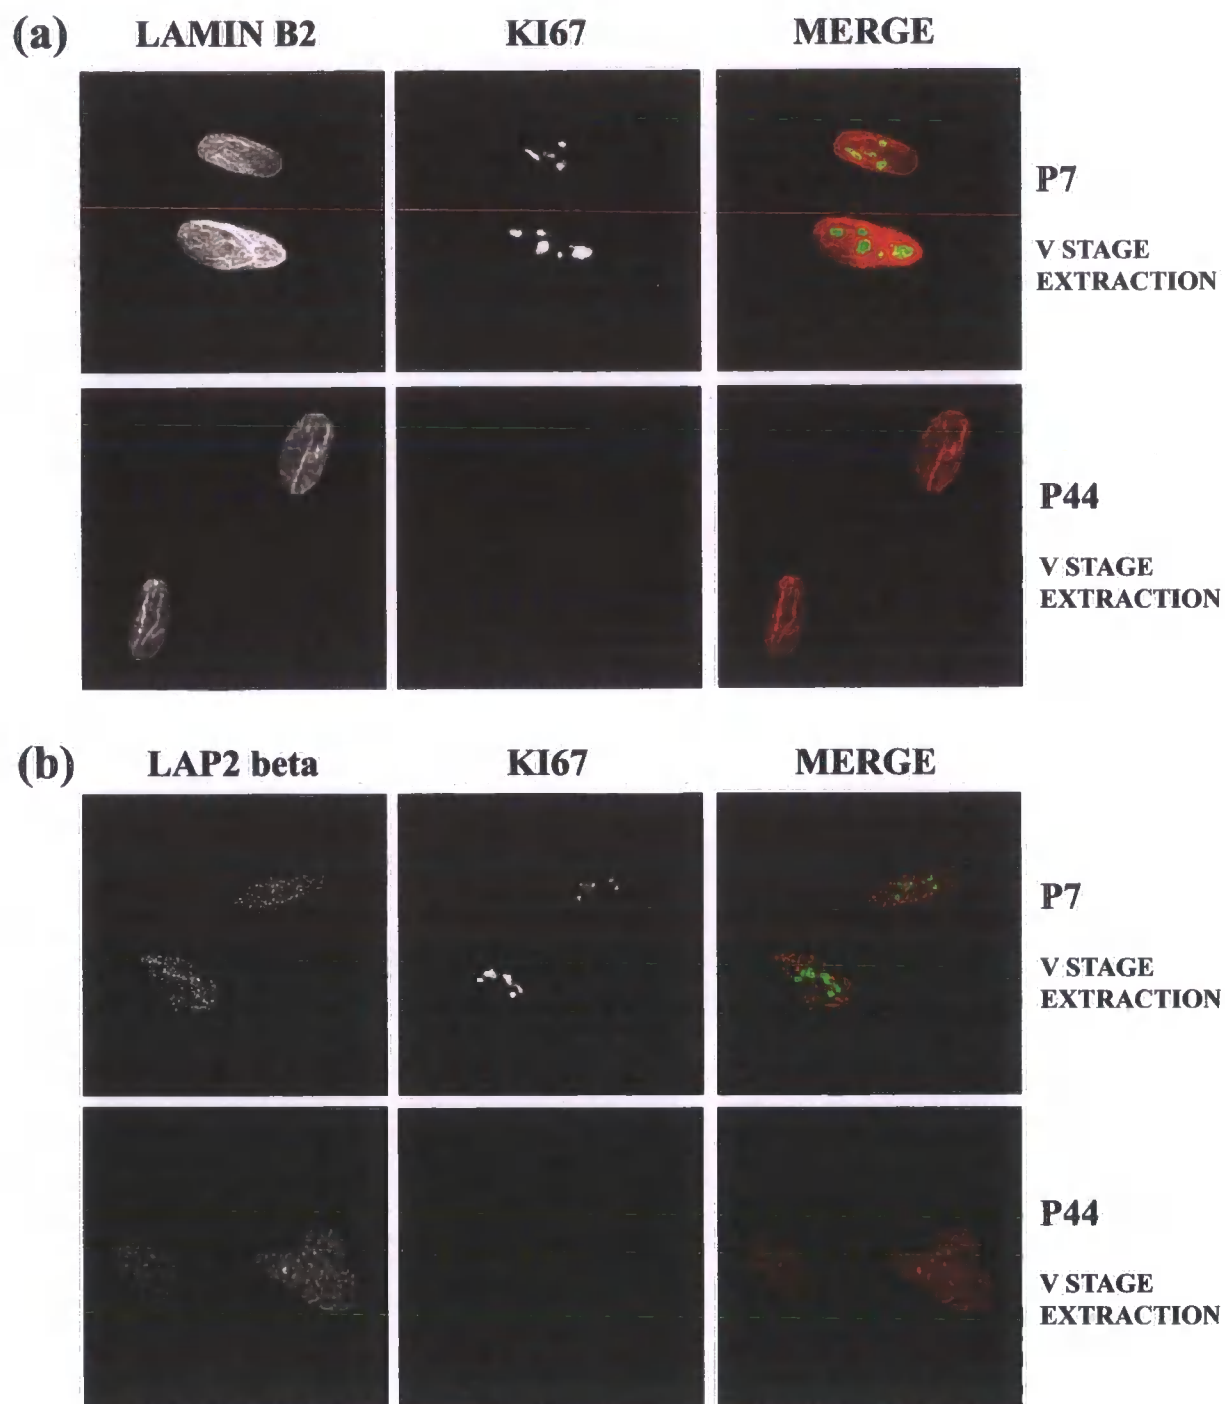 (a) LAMIN B2 KI67 MERGE
P7
V STAGE
EXTRACTION
P44
V STAGE
EXTRACTION
(b) LAP2 beta KI67 MERGE
P7
V STAGE
EXTRACTION
P44
V STAGE
EXTRACTION